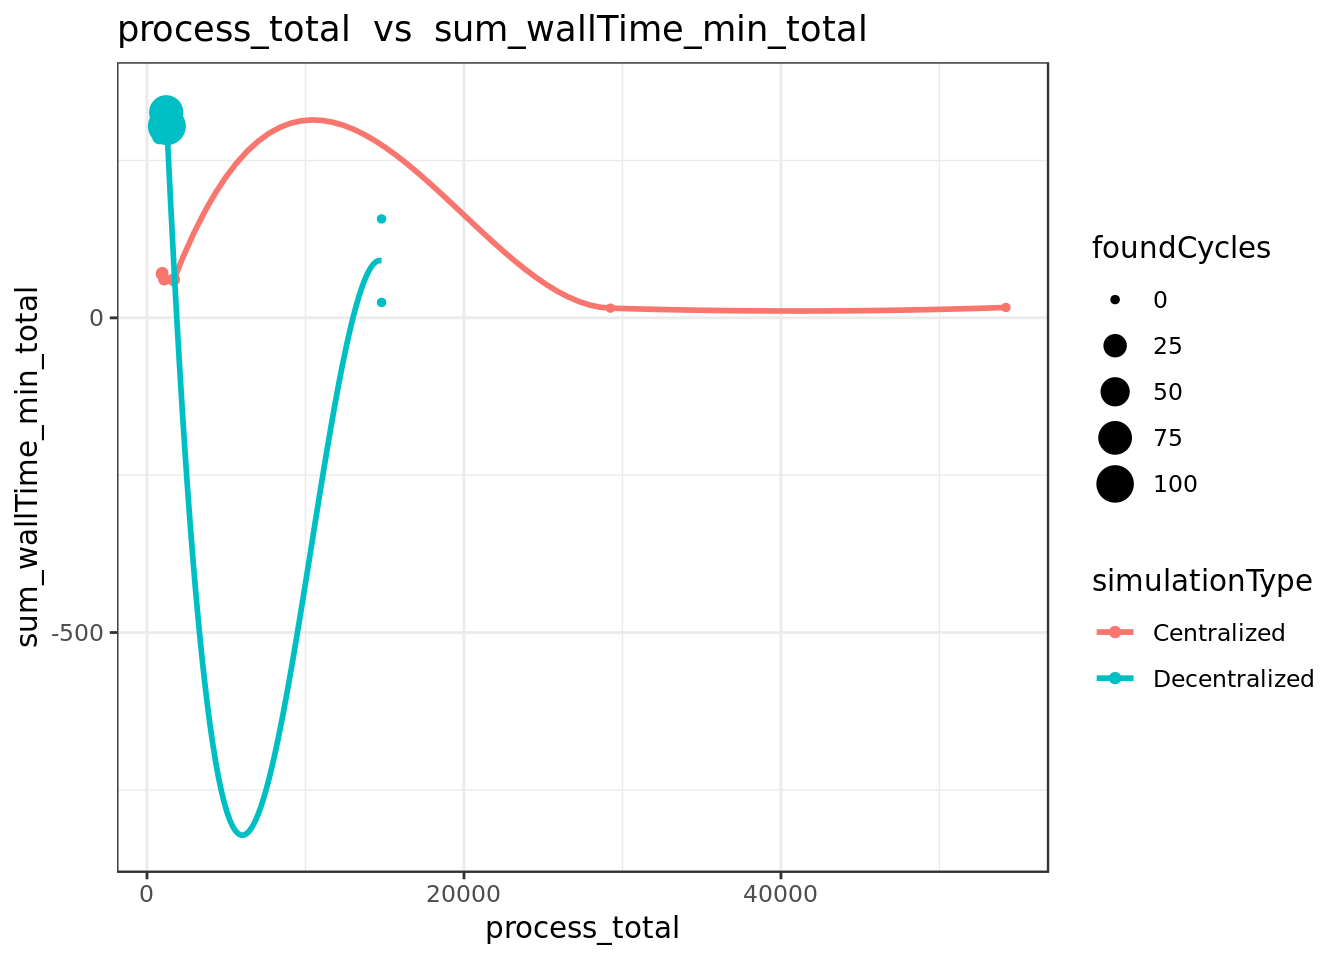 process_total  vs  sum_wallTime_min_total
sum_wallTime_min_total
0
-500
0
20000
40000
process_total
foundCycles
0
25
50
75
100
simulationType
Centralized
Decentralized